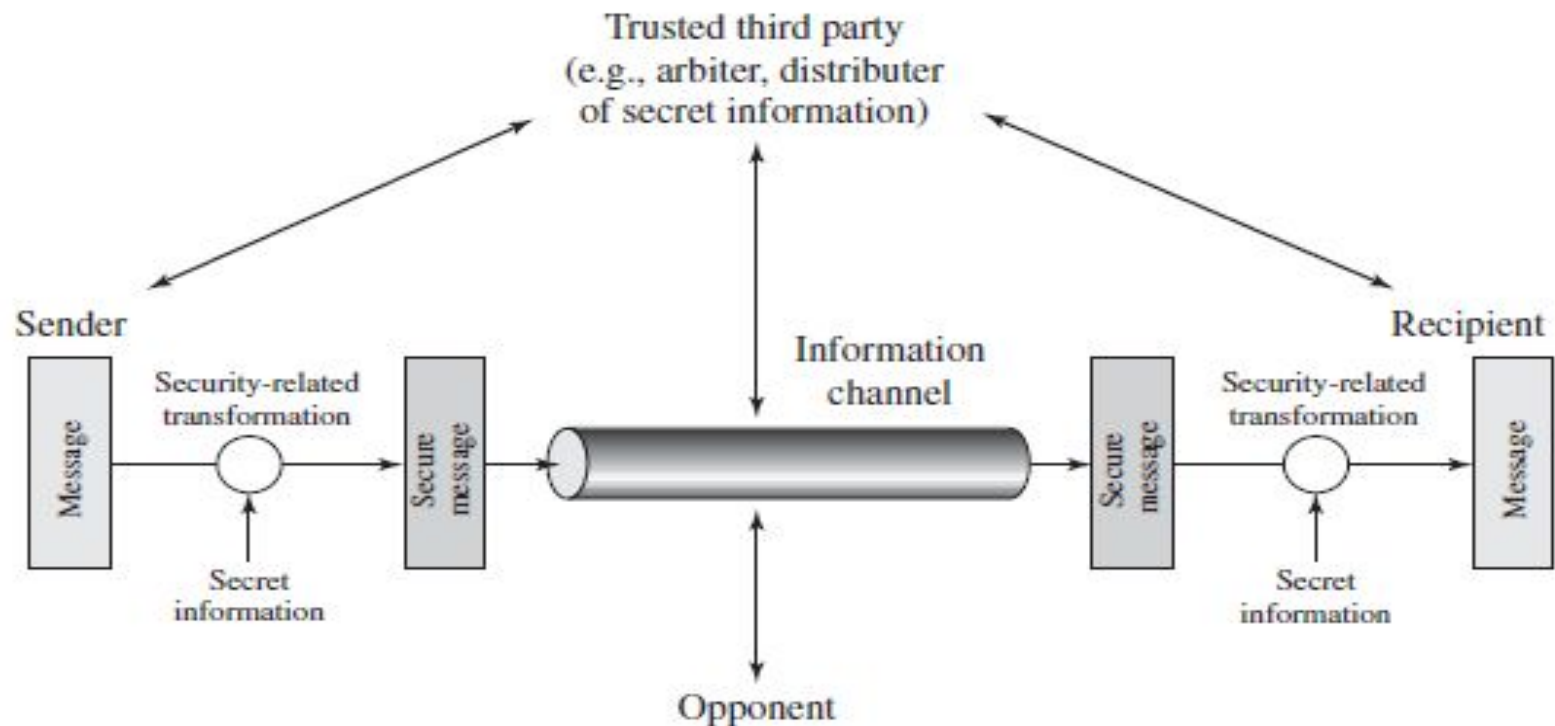 Trusted third party
(e.g., arbiter, distributer
of secret information)
Sender
Recipient
Information
channel
Security-related
transformation
Security-related
transformation
Message
Secure
message
Secure
message
Message
Secret
information
Secret
information
Opponent